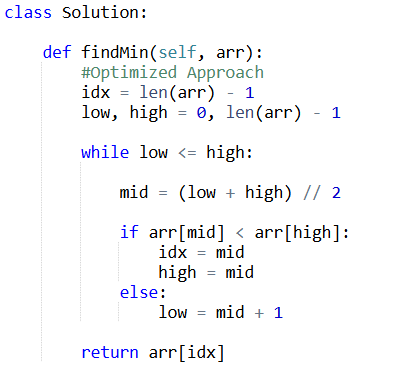 class Solution:
def findMin(self, arr):
#Optimized Approach
idx = len(arr) - 1
low, high = 0, len(arr) - 1
while low <= high:
mid = (low + high) // 2
if arr[mid] < arr[high]:
idx = mid
high = mid
else:
low = mid + 1
return arr[idx]